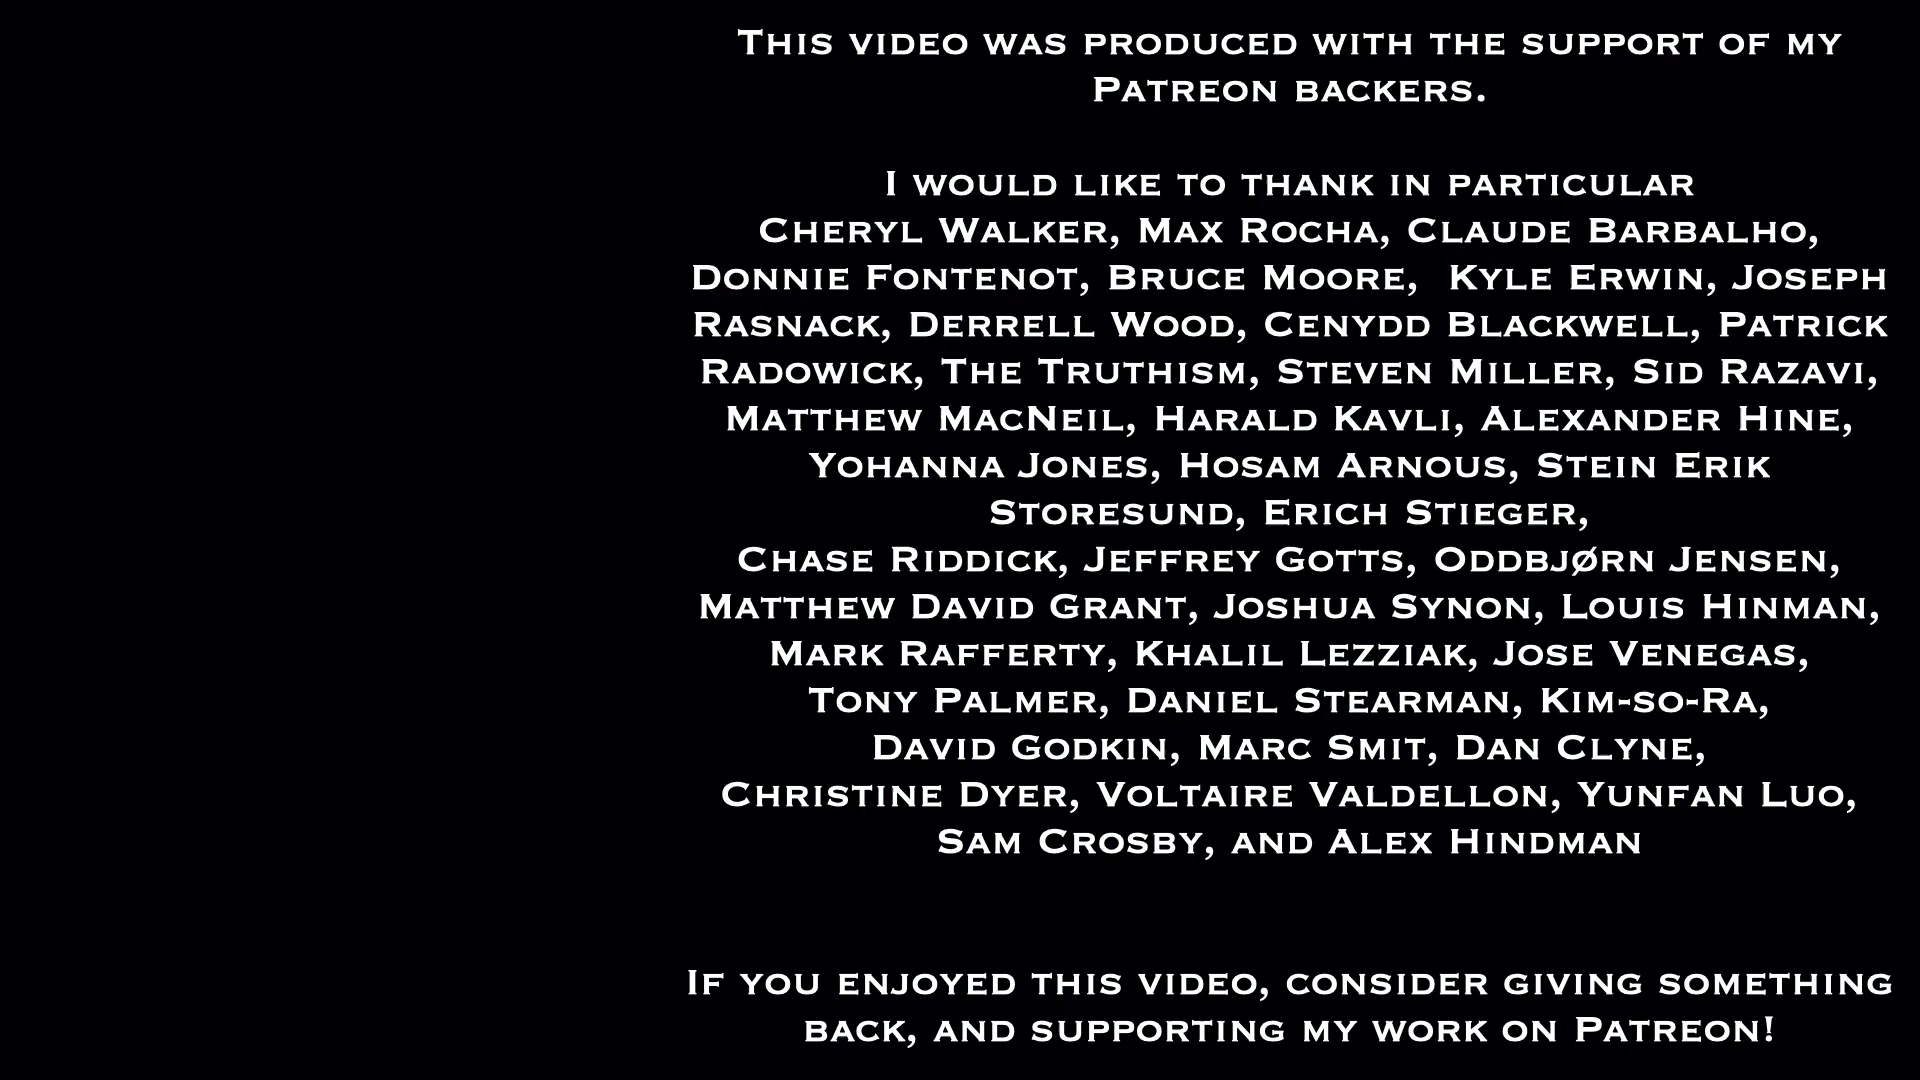 This video was produced with the support of my
Patreon backers.
I would like to thank in particular
Cheryl Walker, Max Rocha, Claude Barbalho,
Donnie Fontenot, Bruce Moore,  Kyle Erwin, Joseph
Rasnack, Derrell Wood, Cenydd Blackwell, Patrick
Radowick, The Truthism, Steven Miller, Sid Razavi,
Matthew MacNeil, Harald Kavli, Alexander Hine,
Yohanna Jones, Hosam Arnous, Stein Erik
Storesund, Erich Stieger,
Chase Riddick, Jeffrey Gotts, Oddbjørn Jensen,
Matthew David Grant, Joshua Synon, Louis Hinman,
Mark Rafferty, Khalil Lezziak, Jose Venegas,
Tony Palmer, Daniel Stearman, Kim-so-Ra,
David Godkin, Marc Smit, Dan Clyne,
Christine Dyer, Voltaire Valdellon, Yunfan Luo,
Sam Crosby, and Alex Hindman
If you enjoyed this video, consider giving something
back, and supporting my work on Patreon!